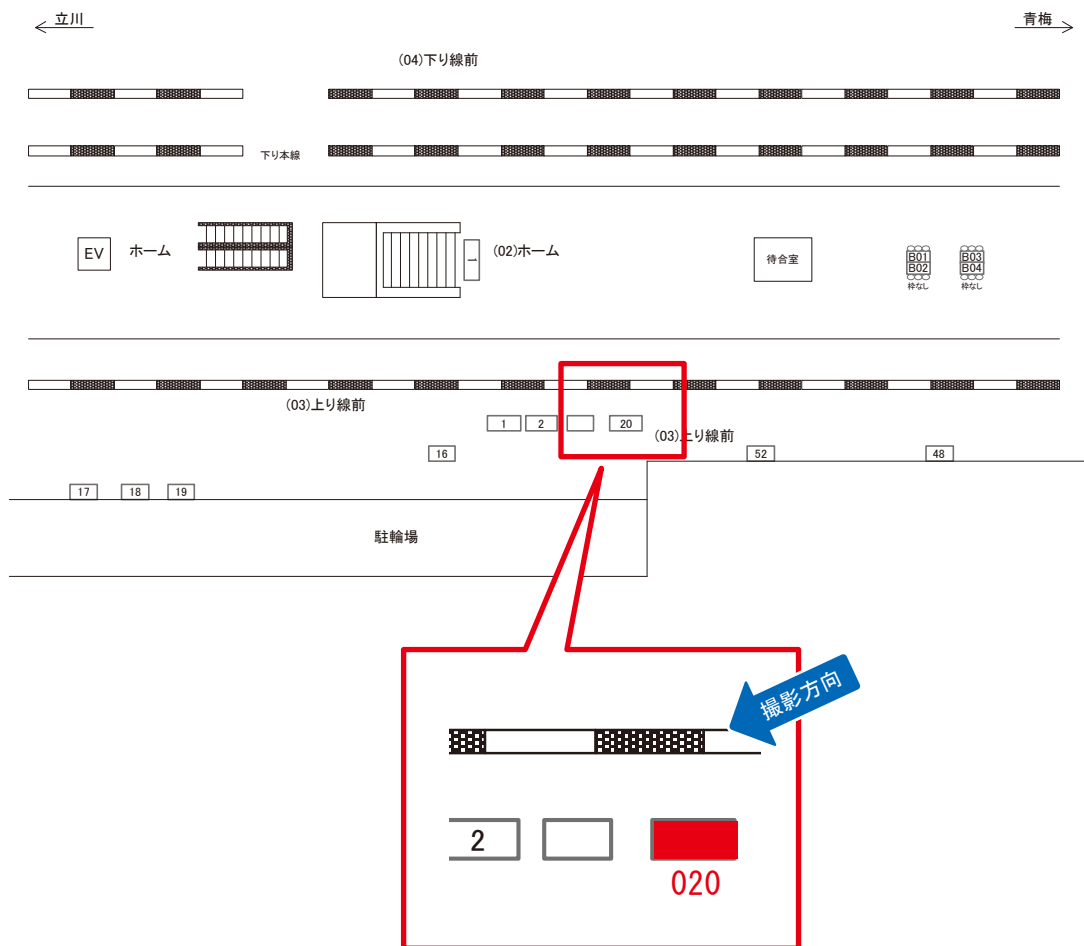 立川
青梅
(04)下り線前
下り本線
EV
ホーム
1
(02)ホーム
待合室
B01
B02
枠なし
B03
B04
枠なし
(03)上り線前
1
2
20
(03)上り線前
16
52
48
17
18
19
駐輪場
撮影方向
2
020